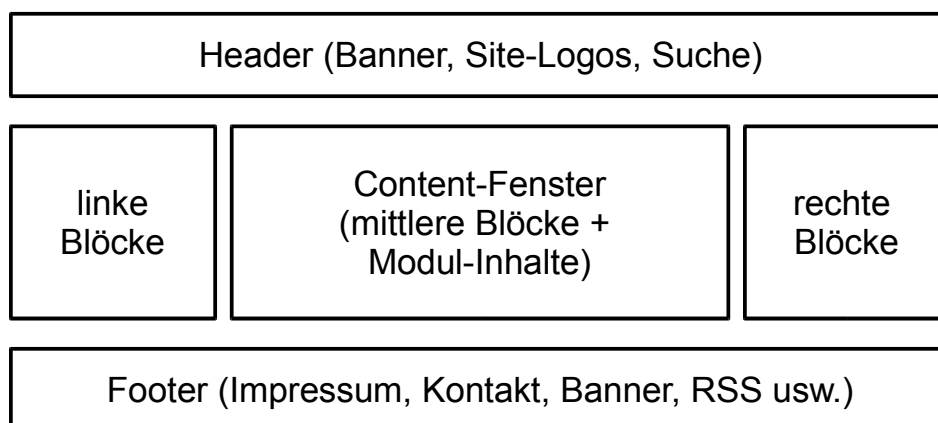 Header (Banner, Site-Logos, Suche)
linke
Blöcke
Content-Fenster
(mittlere Blöcke +
Modul-Inhalte)
rechte
Blöcke
Footer (Impressum, Kontakt, Banner, RSS usw.)